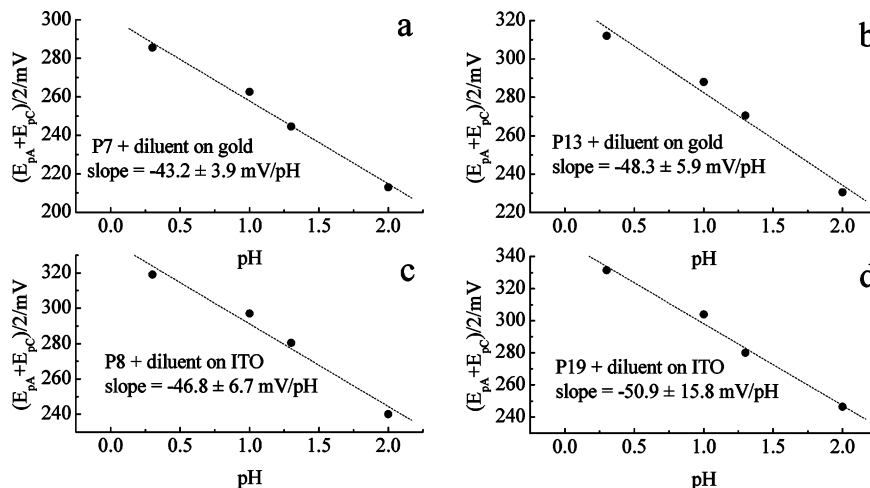 a
(EpA+EpC)/2/mV
300
280
260
240
220
200
P7 + diluent on gold
slope = -43.2 ± 3.9 mV/pH
0.0 0.5 1.0 1.5 2.0
pH
b
(EpA+EpC)/2/mV
320
300
280
260
240
220
P13 + diluent on gold
slope = -48.3 ± 5.9 mV/pH
0.0 0.5 1.0 1.5 2.0
pH
c
(EpA+EpC)/2/mV
320
300
280
260
240
P8 + diluent on ITO
slope = -46.8 ± 6.7 mV/pH
0.0 0.5 1.0 1.5 2.0
pH
d
(EpA+EpC)/2/mV
340
320
300
280
260
240
P19 + diluent on ITO
slope = -50.9 ± 15.8 mV/pH
0.0 0.5 1.0 1.5 2.0
pH